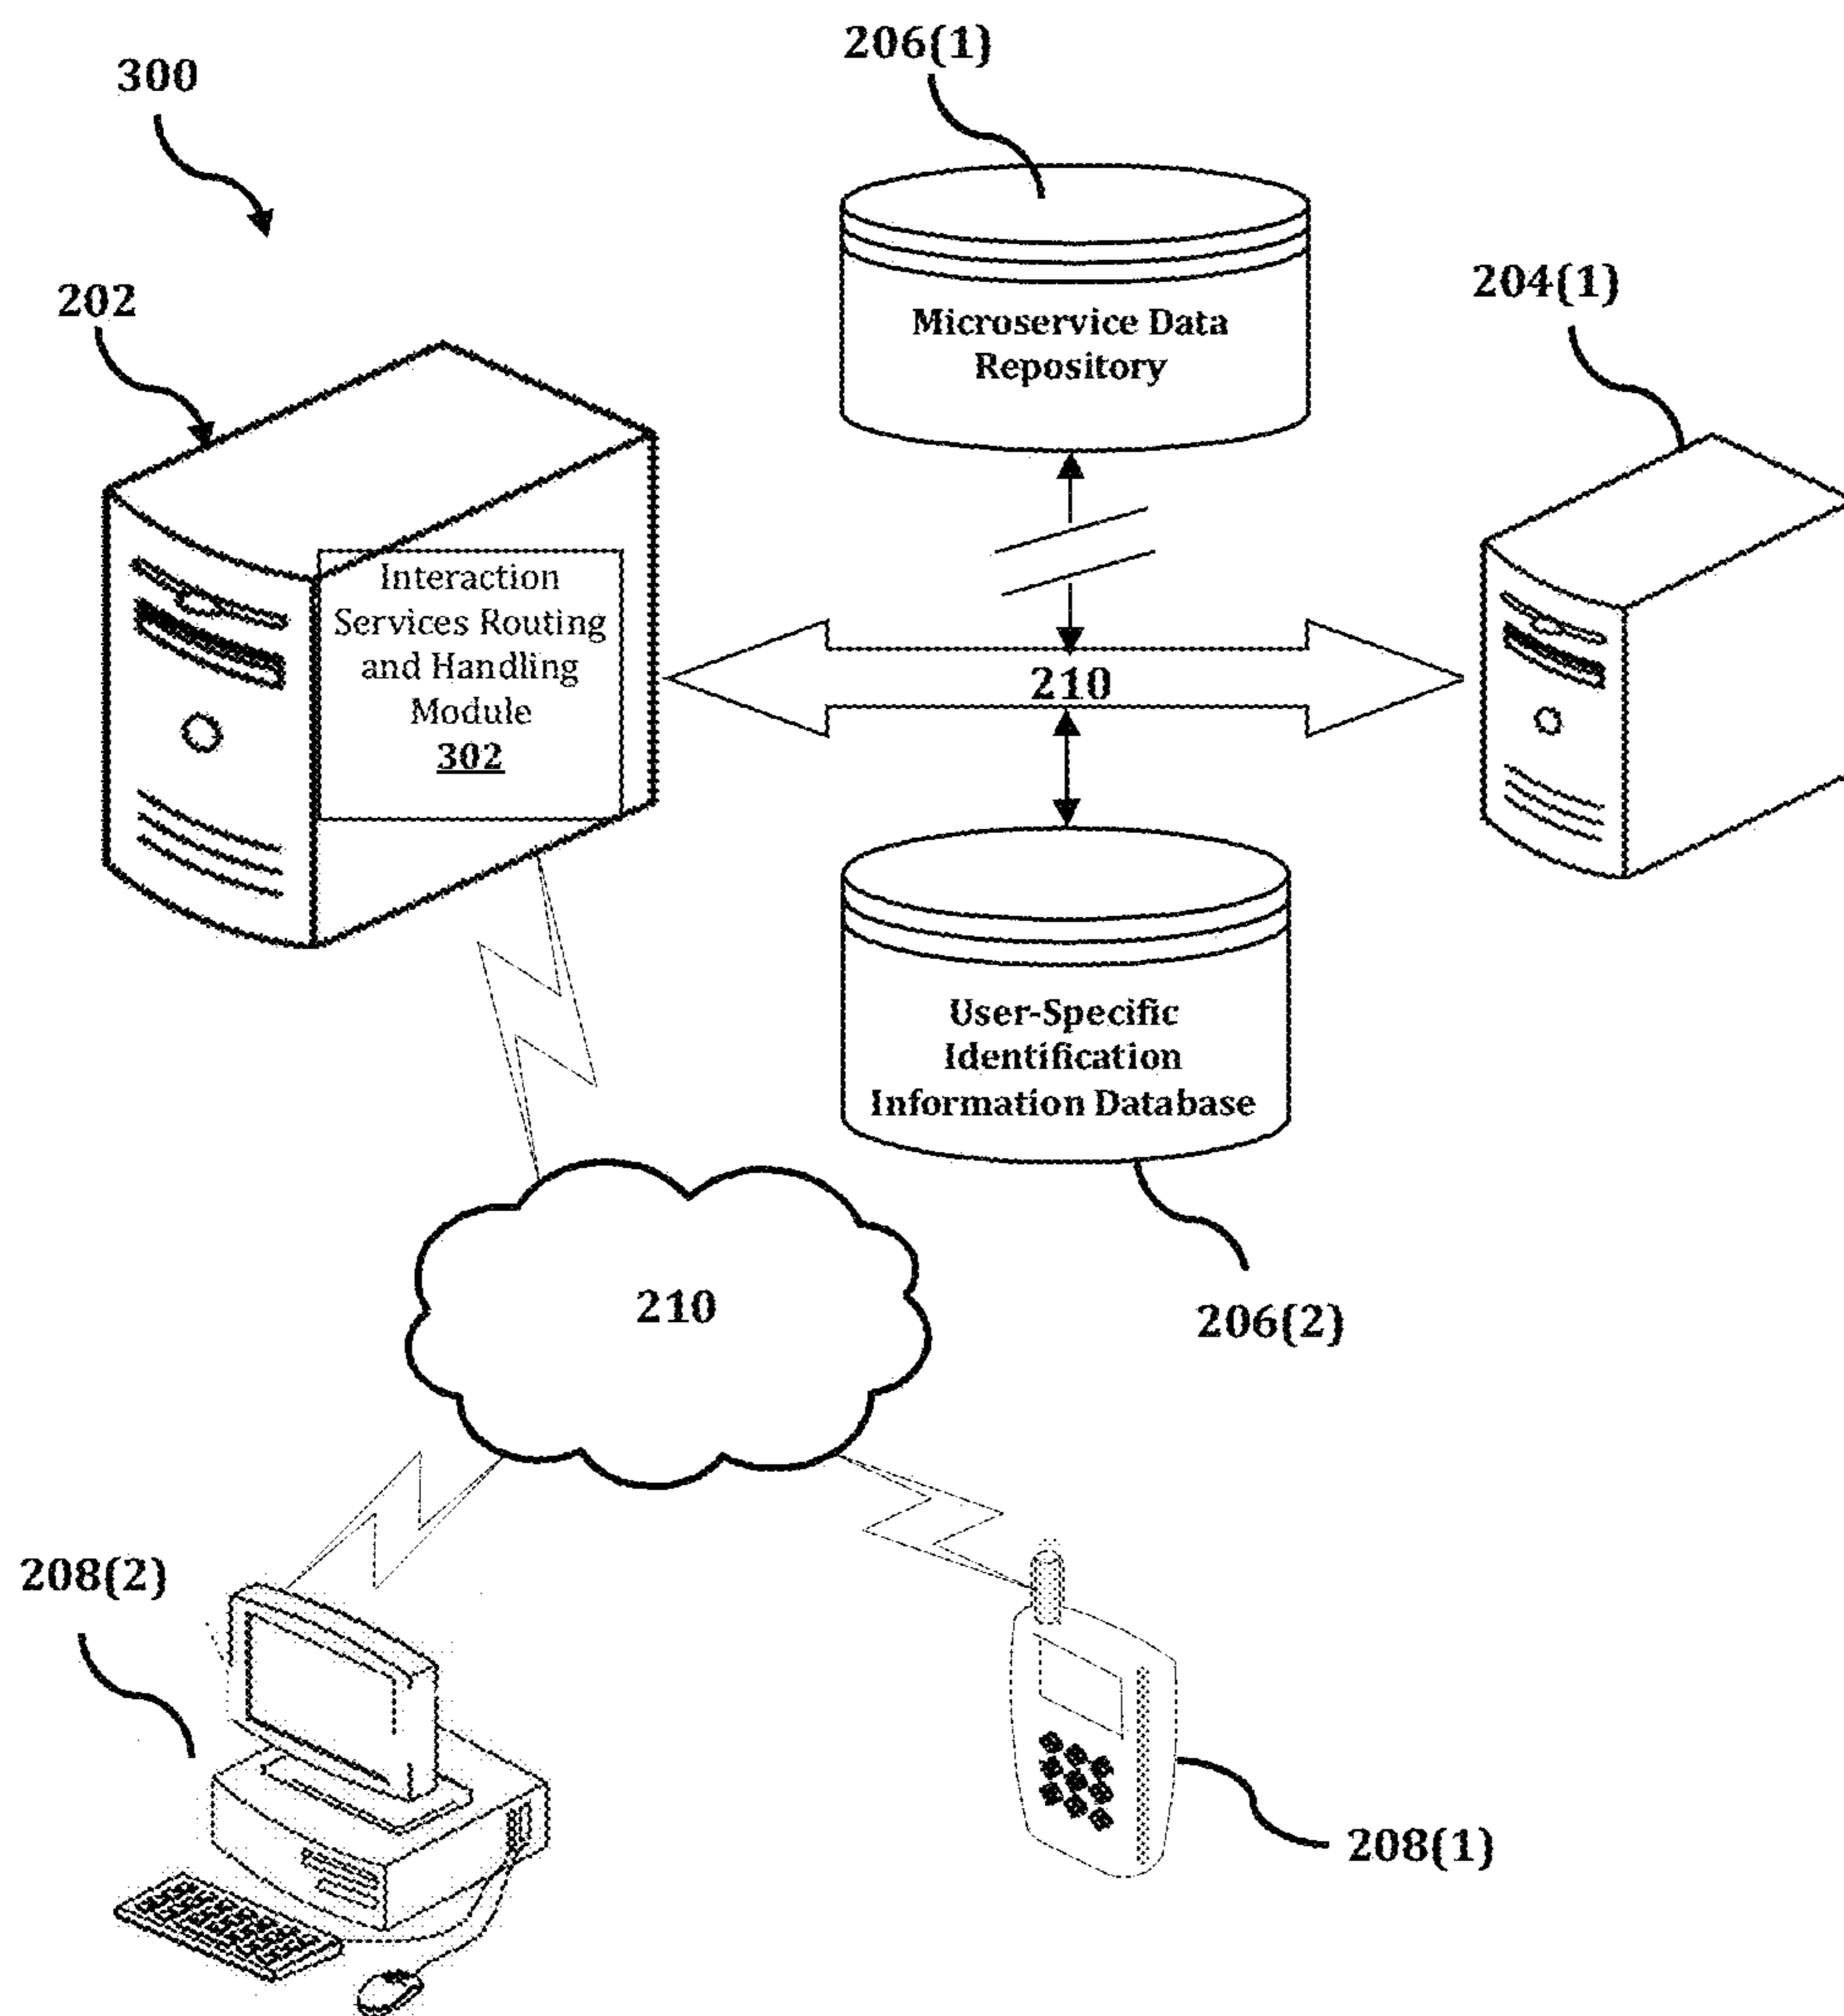 206(1)
300
204(1)
202
Microservice Data
Repository
Interaction
Services Routing
and Handling
Module
302
210
User-Specific
Identification
Information Database
210
206(2)
208(2)
208(1)